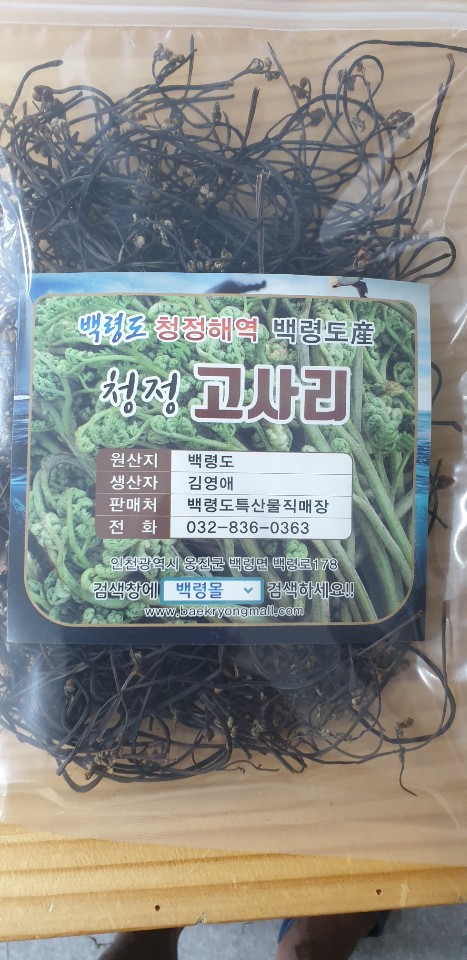 백령도 청정해역 백령도産
청정 고사리
원산지 백령도
생산자 김영애
판매처 백령도특산물직매장
전 화 032-836-0363
인천광역시 옹진군 백령면 백령로178
검색창에 백령몰 검색하세요!!
www.baekryongmall.com